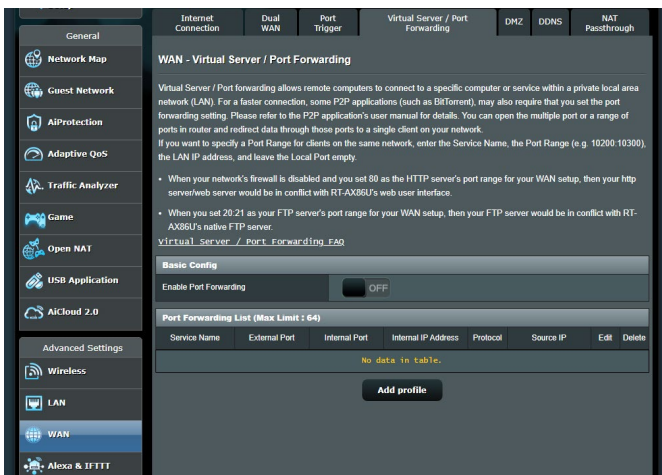 Internet
Connection
Dual
WAN
Port
Trigger
Virtual Server / Port
Forwarding
DMZ
DDNS
NAT
Passthrough
General
Network Map
Guest Network
AiProtection
Adaptive QoS
Traffic Analyzer
Game
Open NAT
USB Application
AiCloud 2.0
Advanced Settings
Wireless
LAN
WAN
Alexa & IFTTT
WAN - Virtual Server / Port Forwarding
Virtual Server / Port forwarding allows remote computers to connect to a specific computer or service within a private local area
network (LAN). For a faster connection, some P2P applications (such as BitTorrent), may also require that you set the port
forwarding setting. Please refer to the P2P application's user manual for details. You can open the multiple port or a range of
ports in router and redirect data through those ports to a single client on your network.
If you want to specify a Port Range for clients on the same network, enter the Service Name, the Port Range (e.g. 10200:10300),
the LAN IP address, and leave the Local Port empty.
• When your network's firewall is disabled and you set 80 as the HTTP server's port range for your WAN setup, then your http
server/web server would be in conflict with RT-AX86U's web user interface.
• When you set 20:21 as your FTP server's port range for your WAN setup, then your FTP server would be in conflict with RT-
AX86U's native FTP server.
Virtual Server / Port Forwarding FAQ
Basic Config
Enable Port Forwarding OFF
Port Forwarding List (Max Limit : 64)
Service Name External Port Internal Port Internal IP Address Protocol Source IP Edit Delete
No data in table.
Add profile